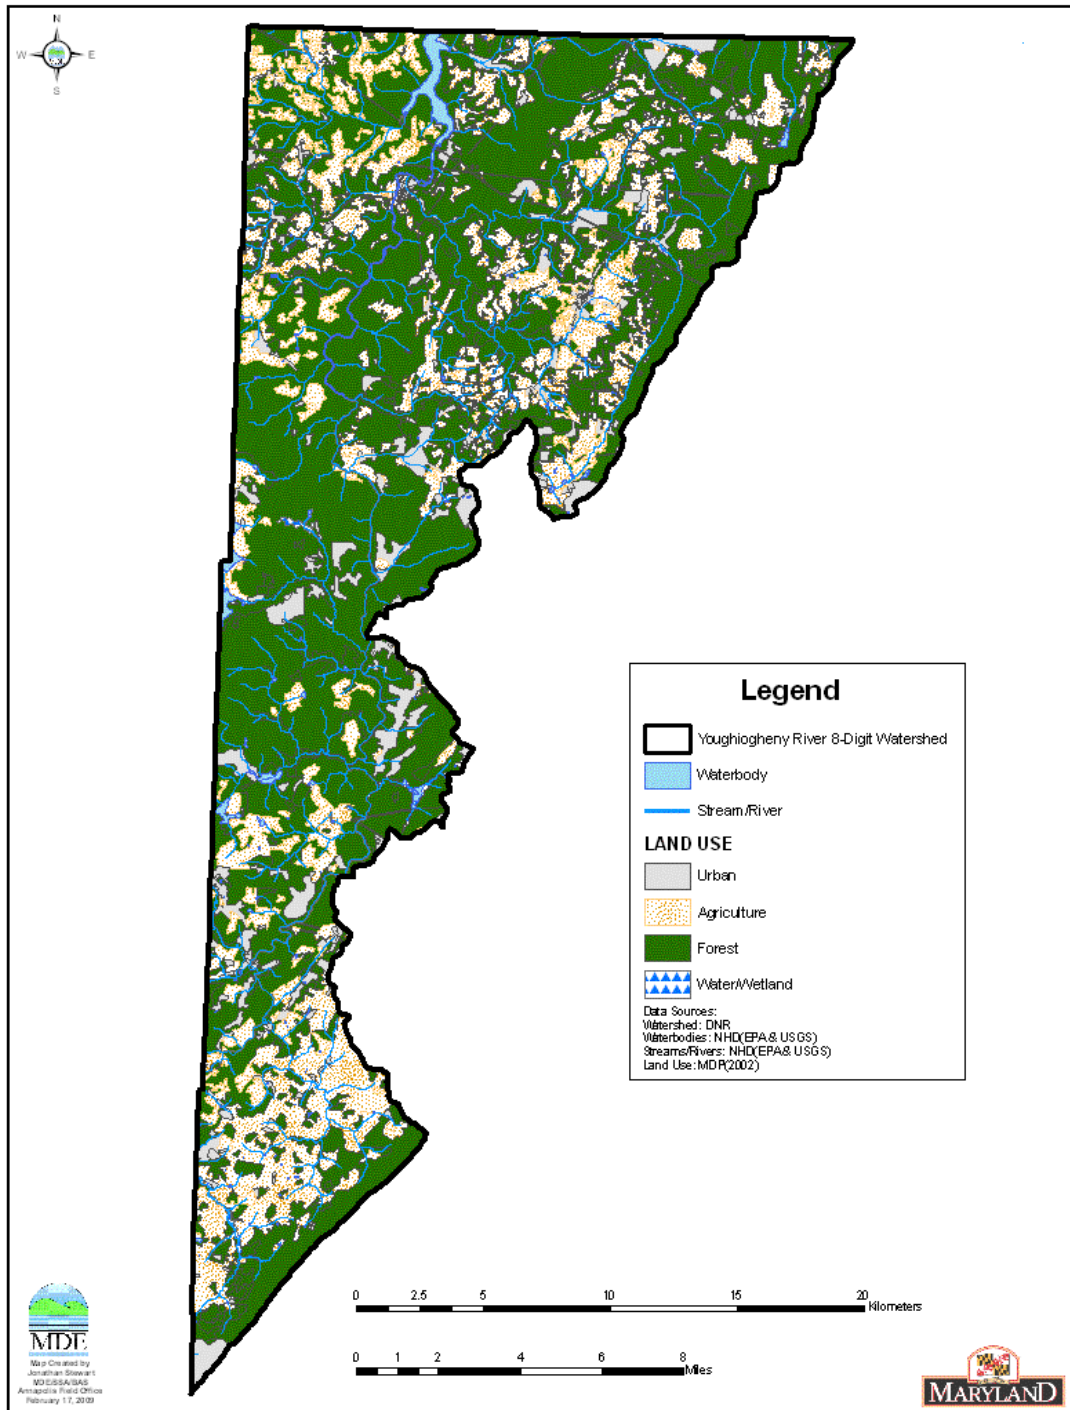 N
W E
S
Legend
Youghiogheny River 8-Digit Watershed
Waterbody
Stream/River
LAND USE
Urban
Agriculture
Forest
Water/Wetland
Data Sources:
Watershed: DNR
Waterbodies: NHD(EPA& USGS)
Streams/Rivers: NHD(EPA& USGS)
Land Use: MDP(2002)
0 2.5 5 10 15 20
Kilometers
0 1 2 4 6 8
Miles
MDE
Map Created by
Jonathan Stewart
MDE/SSA/BAS
Annapolis Field Office
February 17, 2009
MARYLAND